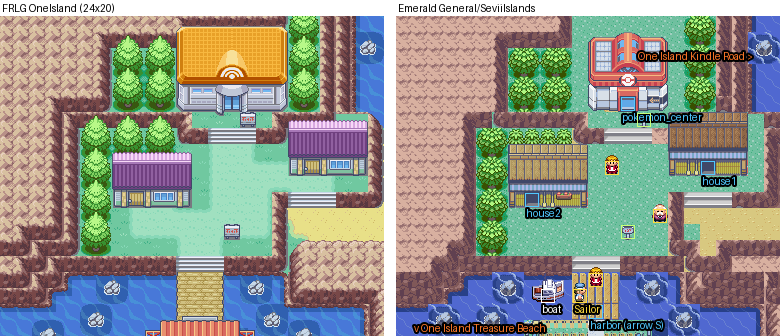 FRLG OneIsland (24x20)
Emerald General/SeviiIslands
One Island Kindle Road >
pokemon_center
house1
house2
boat
Sailor
harbor (arrow S)
v One Island Treasure Beach